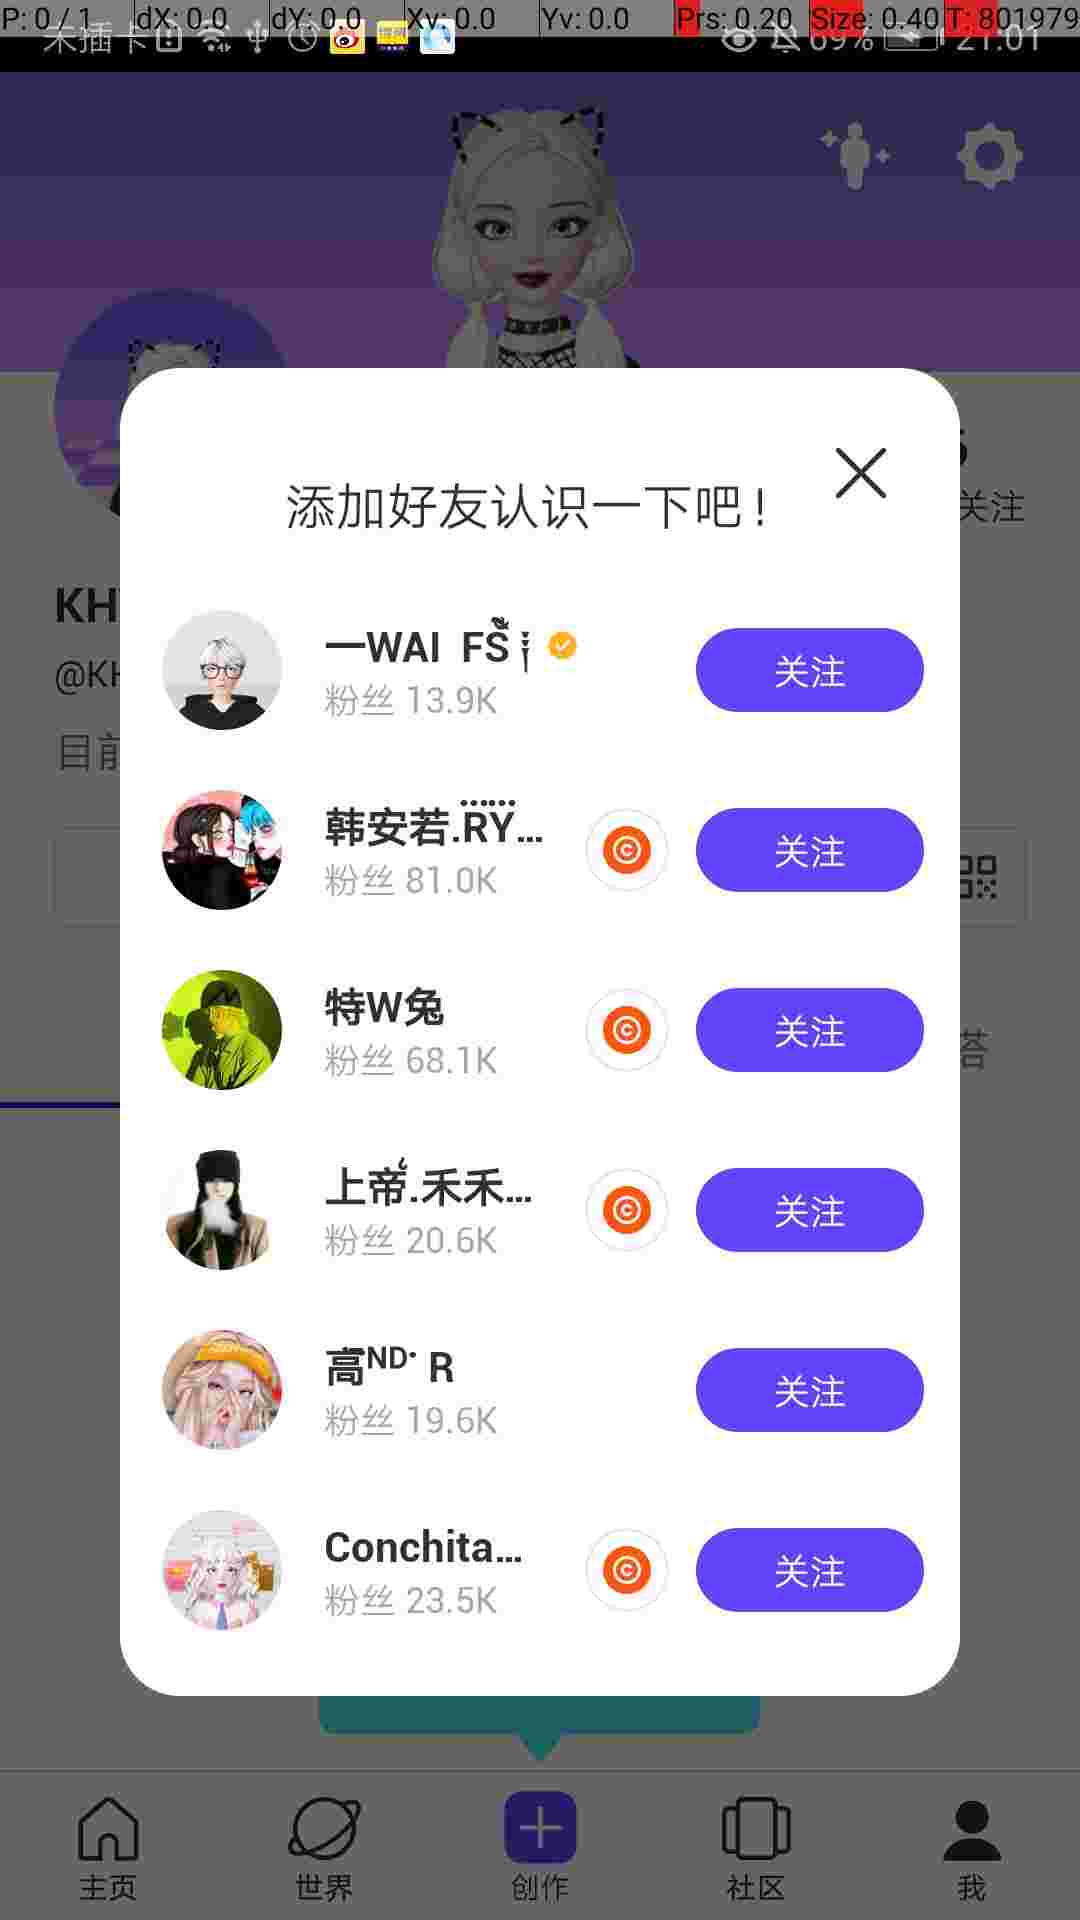 P: 0 / 1 dX: 0.0 dY: 0.0 Xv: 0.0 Yv: 0.0 Prs: 0.20 Size: 0.40 T: 801979
未插卡 69% 21:01
添加好友认识一下吧！
关注
KH
@KH
目前
一WAI FS
粉丝 13.9K
关注
韩安若.RY...
粉丝 81.0K
关注
特W兔
粉丝 68.1K
关注
上帝.禾禾...
粉丝 20.6K
关注
高ᴺᴰ· R
粉丝 19.6K
关注
Conchita...
粉丝 23.5K
关注
主页 世界 创作 社区 我